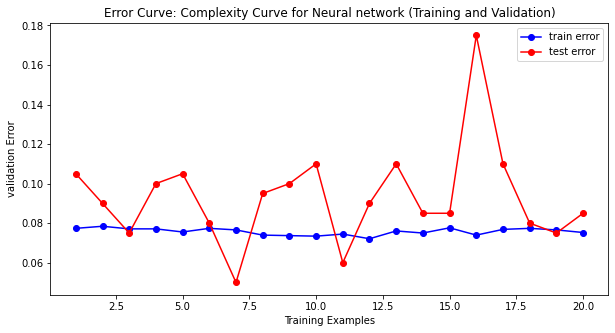 Error Curve: Complexity Curve for Neural network (Training and Validation)
train error
test error
0.18
0.16
0.14
0.12
0.10
0.08
0.06
validation Error
2.5 5.0 7.5 10.0 12.5 15.0 17.5 20.0
Training Examples